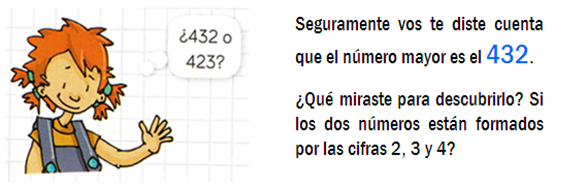 ¿432 o
423?
Seguramente vos te diste cuenta
que el número mayor es el 432.
¿Qué miraste para descubrirlo? Si
los dos números están formados
por las cifras 2, 3 y 4?